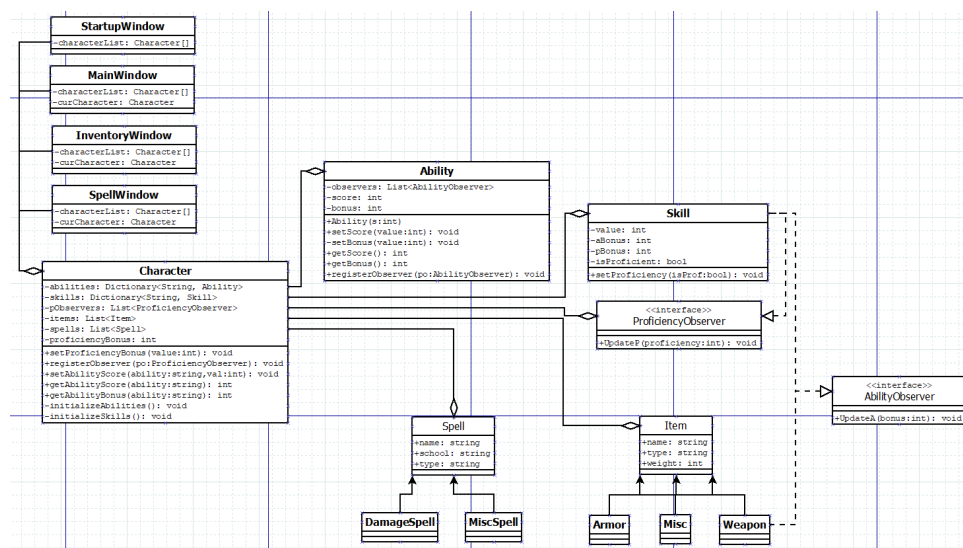 StartupWindow
-characterList: Character[]
MainWindow
-characterList: Character[]
-curCharacter: Character
InventoryWindow
-characterList: Character[]
-curCharacter: Character
SpellWindow
-characterList: Character[]
-curCharacter: Character
Character
-abilities: Dictionary<String, Ability>
-skills: Dictionary<String, Skill>
-pObservers: List<ProficiencyObserver>
-items: List<Item>
-spells: List<Spell>
-proficiencyBonus: int
+setProficiencyBonus(value:int): void
+registerObserver(po:ProficiencyObserver): void
+setAbilityScore(ability:string,val:int): void
+getAbilityScore(ability:string): int
+getAbilityBonus(ability:string): int
-initializeAbilities(): void
-initializeSkills(): void
Ability
-observers: List<AbilityObserver>
-score: int
-bonus: int
+Ability(s:int)
+setScore(value:int): void
-setBonus(value:int): void
+getScore(): int
+getBonus(): int
+registerObserver(po:AbilityObserver): void
Skill
-value: int
-aBonus: int
-pBonus: int
-isProficient: bool
+setProficiency(isProf:bool): void
<<interface>>
ProficiencyObserver
+UpdateP(proficiency:int): void
<<interface>>
AbilityObserver
+UpdateA(bonus:int): void
Spell
+name: string
+school: string
+type: string
Item
+name: string
+type: string
+weight: int
DamageSpell
MiscSpell
Armor
Misc
Weapon